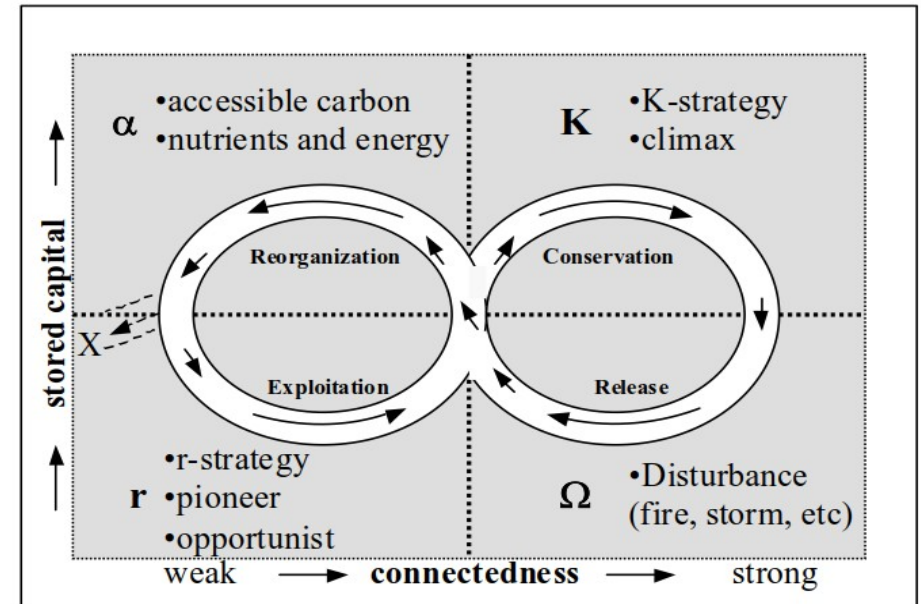 α
•accessible carbon
•nutrients and energy
K
•K-strategy
•climax
stored capital
Reorganization
Conservation
X
Exploitation
Release
r
•r-strategy
•pioneer
•opportunist
Ω
•Disturbance
(fire, storm, etc)
weak connectedness strong